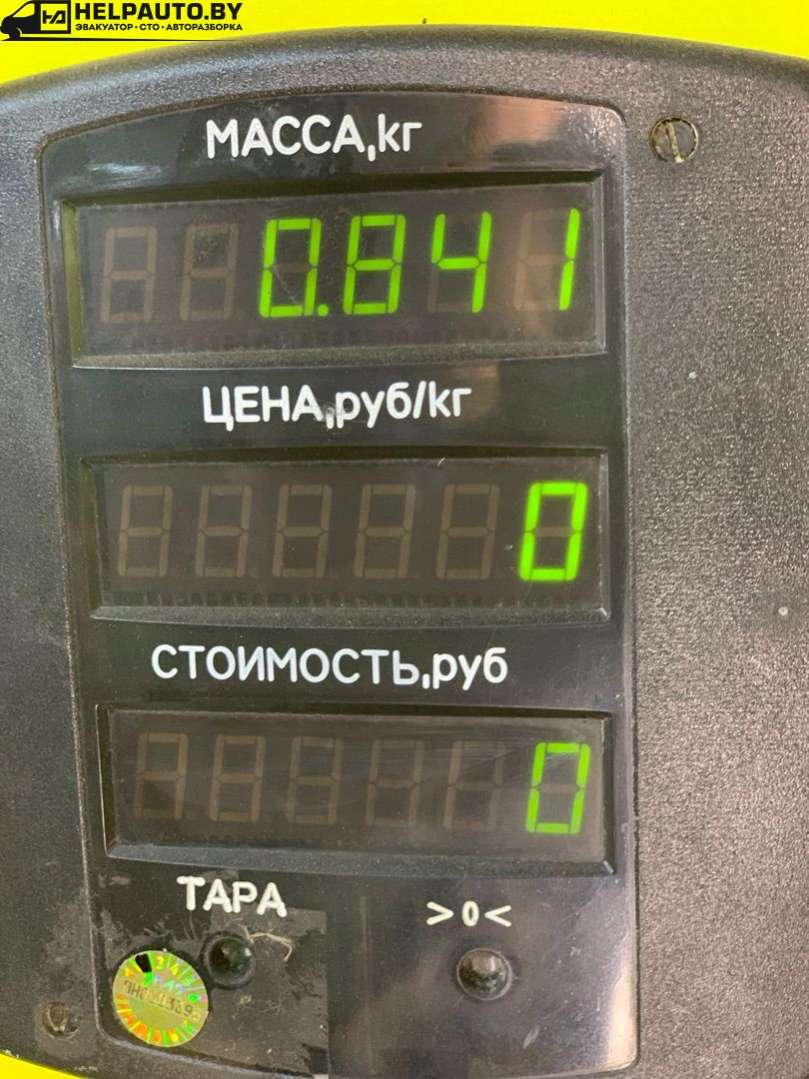 HELPAUTO.BY
ЭВАКУАТОР • СТО • АВТОРАЗБОРКА
МАССА,кг
0.841
ЦЕНА,руб/кг
0
СТОИМОСТЬ,руб
0
ТАРА
>0<